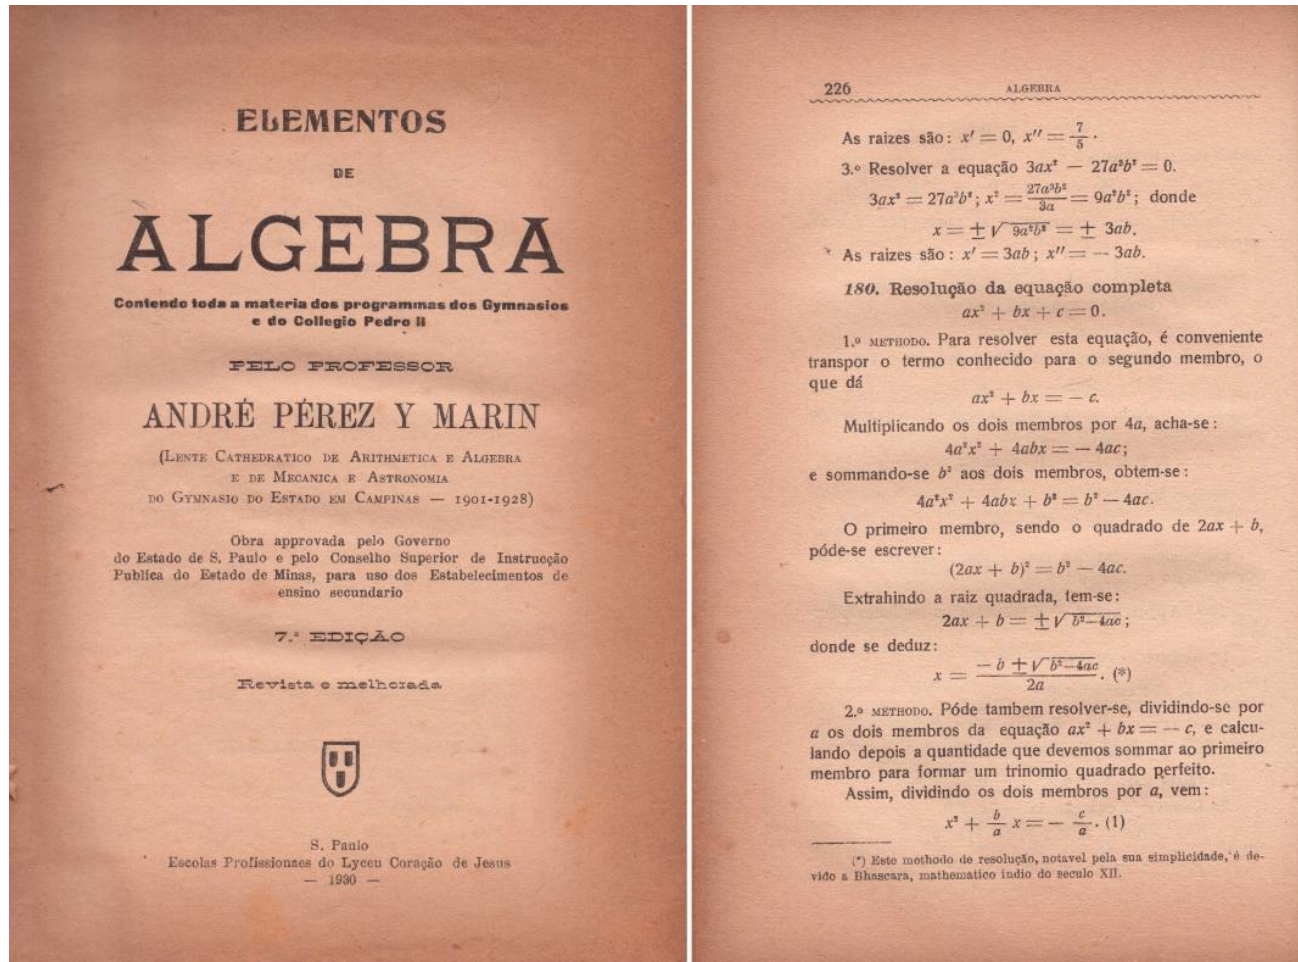 ELEMENTOS
DE
ALGEBRA
Contendo toda a materia dos programmas dos Gymnasios
e do Collegio Pedro II
PELO PROFESSOR
ANDRÉ PÉREZ Y MARIN
(LENTE CATHEDRATICO DE ARITHMETICA E ALGEBRA
E DE MECANICA E ASTRONOMIA
DO GYMNASIO DO ESTADO EM CAMPINAS — 1901-1928)
Obra approvada pelo Governo
do Estado de S. Paulo e pelo Conselho Superior de Instrucção
Publica do Estado de Minas, para uso dos Estabelecimentos de
ensino secundario
7.ª EDIÇÃO
Revista e melhorada
S. Paulo
Escolas Profissionaes do Lyceu Coração de Jesus
— 1930 —
226 ALGEBRA
As raizes são: x' = 0, x'' = 7/5.
3.º Resolver a equação 3ax² — 27a³b² = 0.
3ax² = 27a³b²; x² = 27a³b²/3a = 9a²b²; donde
x = ± √9a²b² = ± 3ab.
As raizes são: x' = 3ab; x'' = — 3ab.
180. Resolução da equação completa
ax² + bx + c = 0.
1.º METHODO. Para resolver esta equação, é conveniente
transpor o termo conhecido para o segundo membro, o
que dá
ax² + bx = — c.
Multiplicando os dois membros por 4a, acha-se:
4a²x² + 4abx = — 4ac;
e sommando-se b² aos dois membros, obtem-se:
4a²x² + 4abx + b² = b² — 4ac.
O primeiro membro, sendo o quadrado de 2ax + b,
póde-se escrever:
(2ax + b)² = b² — 4ac.
Extrahindo a raiz quadrada, tem-se:
2ax + b = ± √b²—4ac;
donde se deduz:
x = — b ± √b²—4ac / 2a. (*)
2.º METHODO. Póde tambem resolver-se, dividindo-se por
a os dois membros da equação ax² + bx = — c, e calcu-
lando depois a quantidade que devemos sommar ao primeiro
membro para formar um trinomio quadrado perfeito.
Assim, dividindo os dois membros por a, vem:
x² + b/a x = — c/a. (1)
(*) Este methodo de resolução, notavel pela sua simplicidade, é de-
vido a Bhascara, mathematico indio do seculo XII.